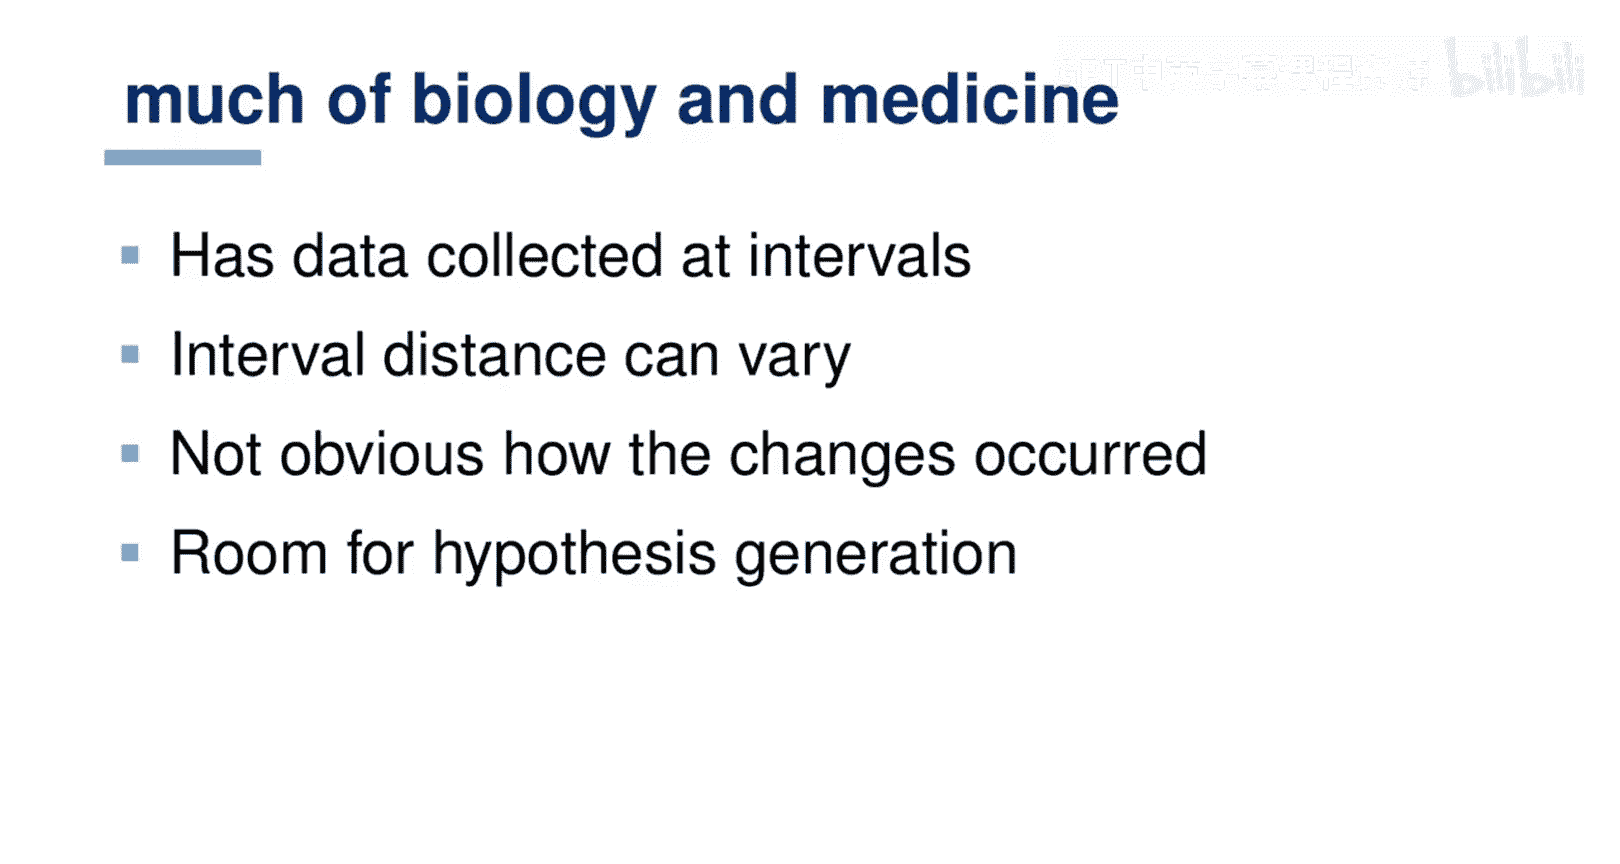 much of biology and medicine
bilibili
Has data collected at intervals
Interval distance can vary
Not obvious how the changes occurred
Room for hypothesis generation